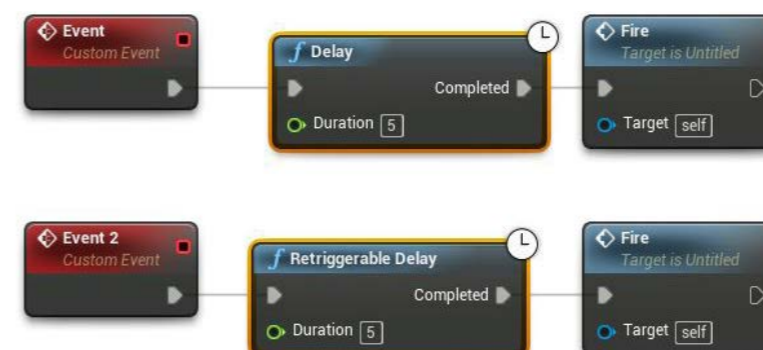 Event
Custom Event
Delay
Completed
Duration 5
Fire
Target is Untitled
Target self
Event 2
Custom Event
Retriggerable Delay
Completed
Duration 5
Fire
Target is Untitled
Target self